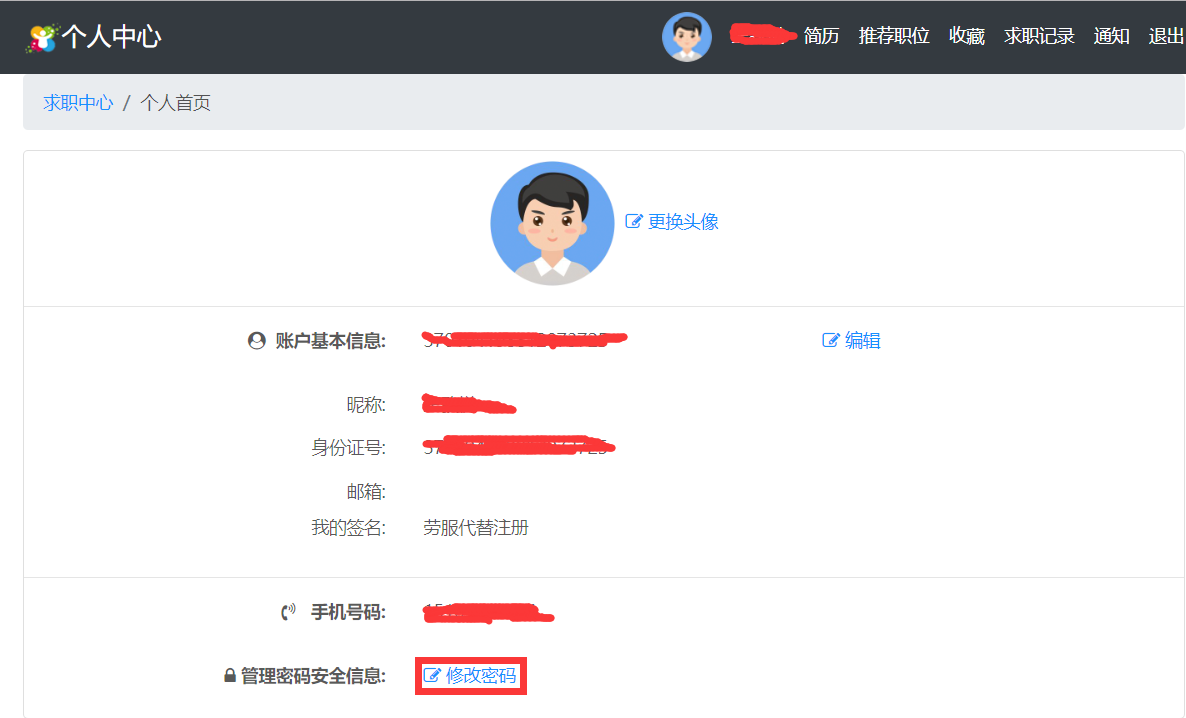 个人中心
简历 推荐职位 收藏 求职记录 通知 退出
求职中心 / 个人首页
更换头像
账户基本信息: 编辑
昵称:
身份证号:
邮箱:
我的签名: 劳服代替注册
手机号码:
管理密码安全信息: 修改密码